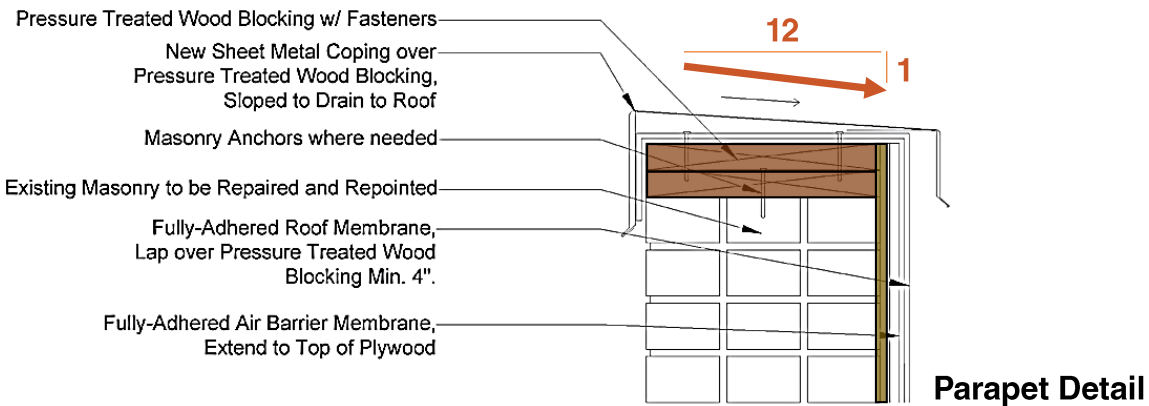 Pressure Treated Wood Blocking w/ Fasteners
New Sheet Metal Coping over
Pressure Treated Wood Blocking,
Sloped to Drain to Roof
Masonry Anchors where needed
Existing Masonry to be Repaired and Repointed
Fully-Adhered Roof Membrane,
Lap over Pressure Treated Wood
Blocking Min. 4".
Fully-Adhered Air Barrier Membrane,
Extend to Top of Plywood
12
1
Parapet Detail